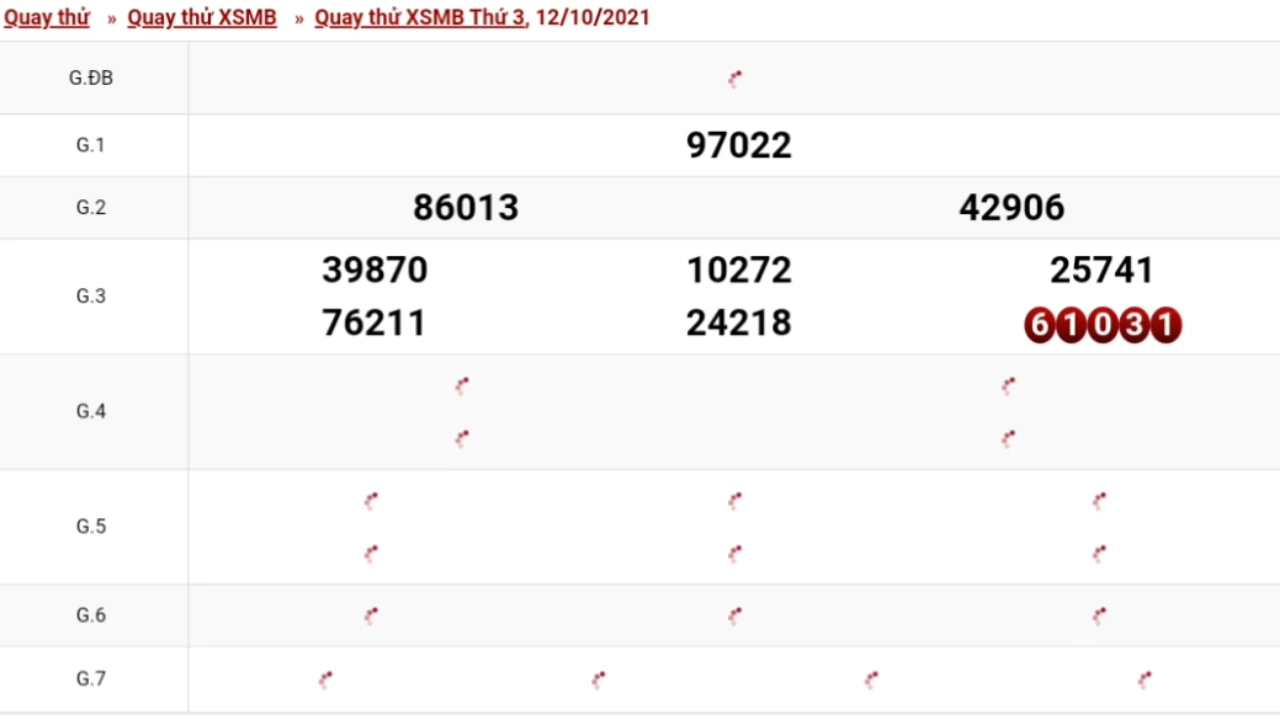 Quay thử » Quay thử XSMB » Quay thử XSMB Thứ 3, 12/10/2021
G.ĐB
G.1 97022
G.2 86013 42906
39870 10272 25741
G.3
76211 24218 61031
G.4
G.5
G.6
G.7